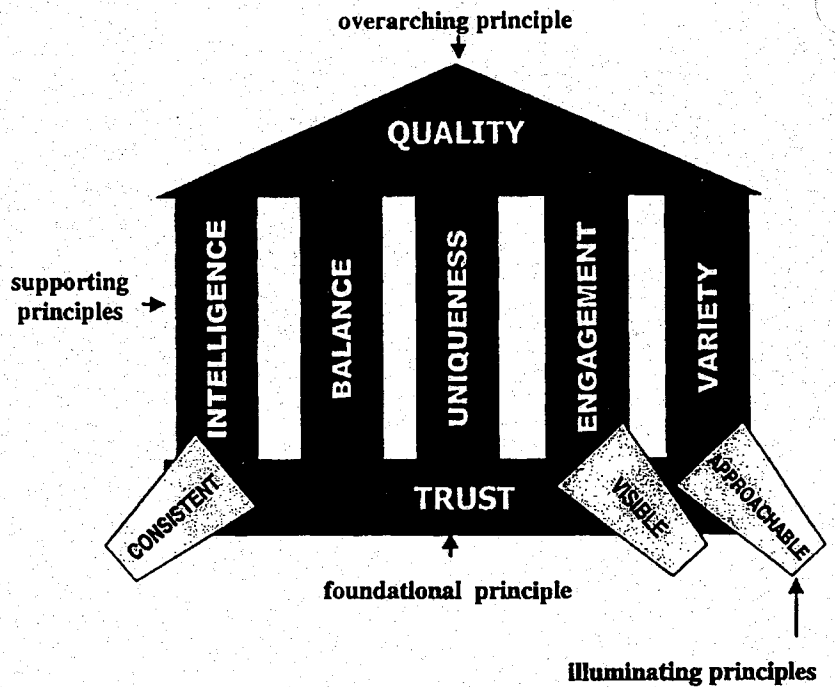 overarching principle
QUALITY
supporting
principles
INTELLIGENCE
BALANCE
UNIQUENESS
ENGAGEMENT
VARIETY
CONSISTENT
TRUST
VISIBLE
APPROACHABLE
foundational principle
illuminating principles